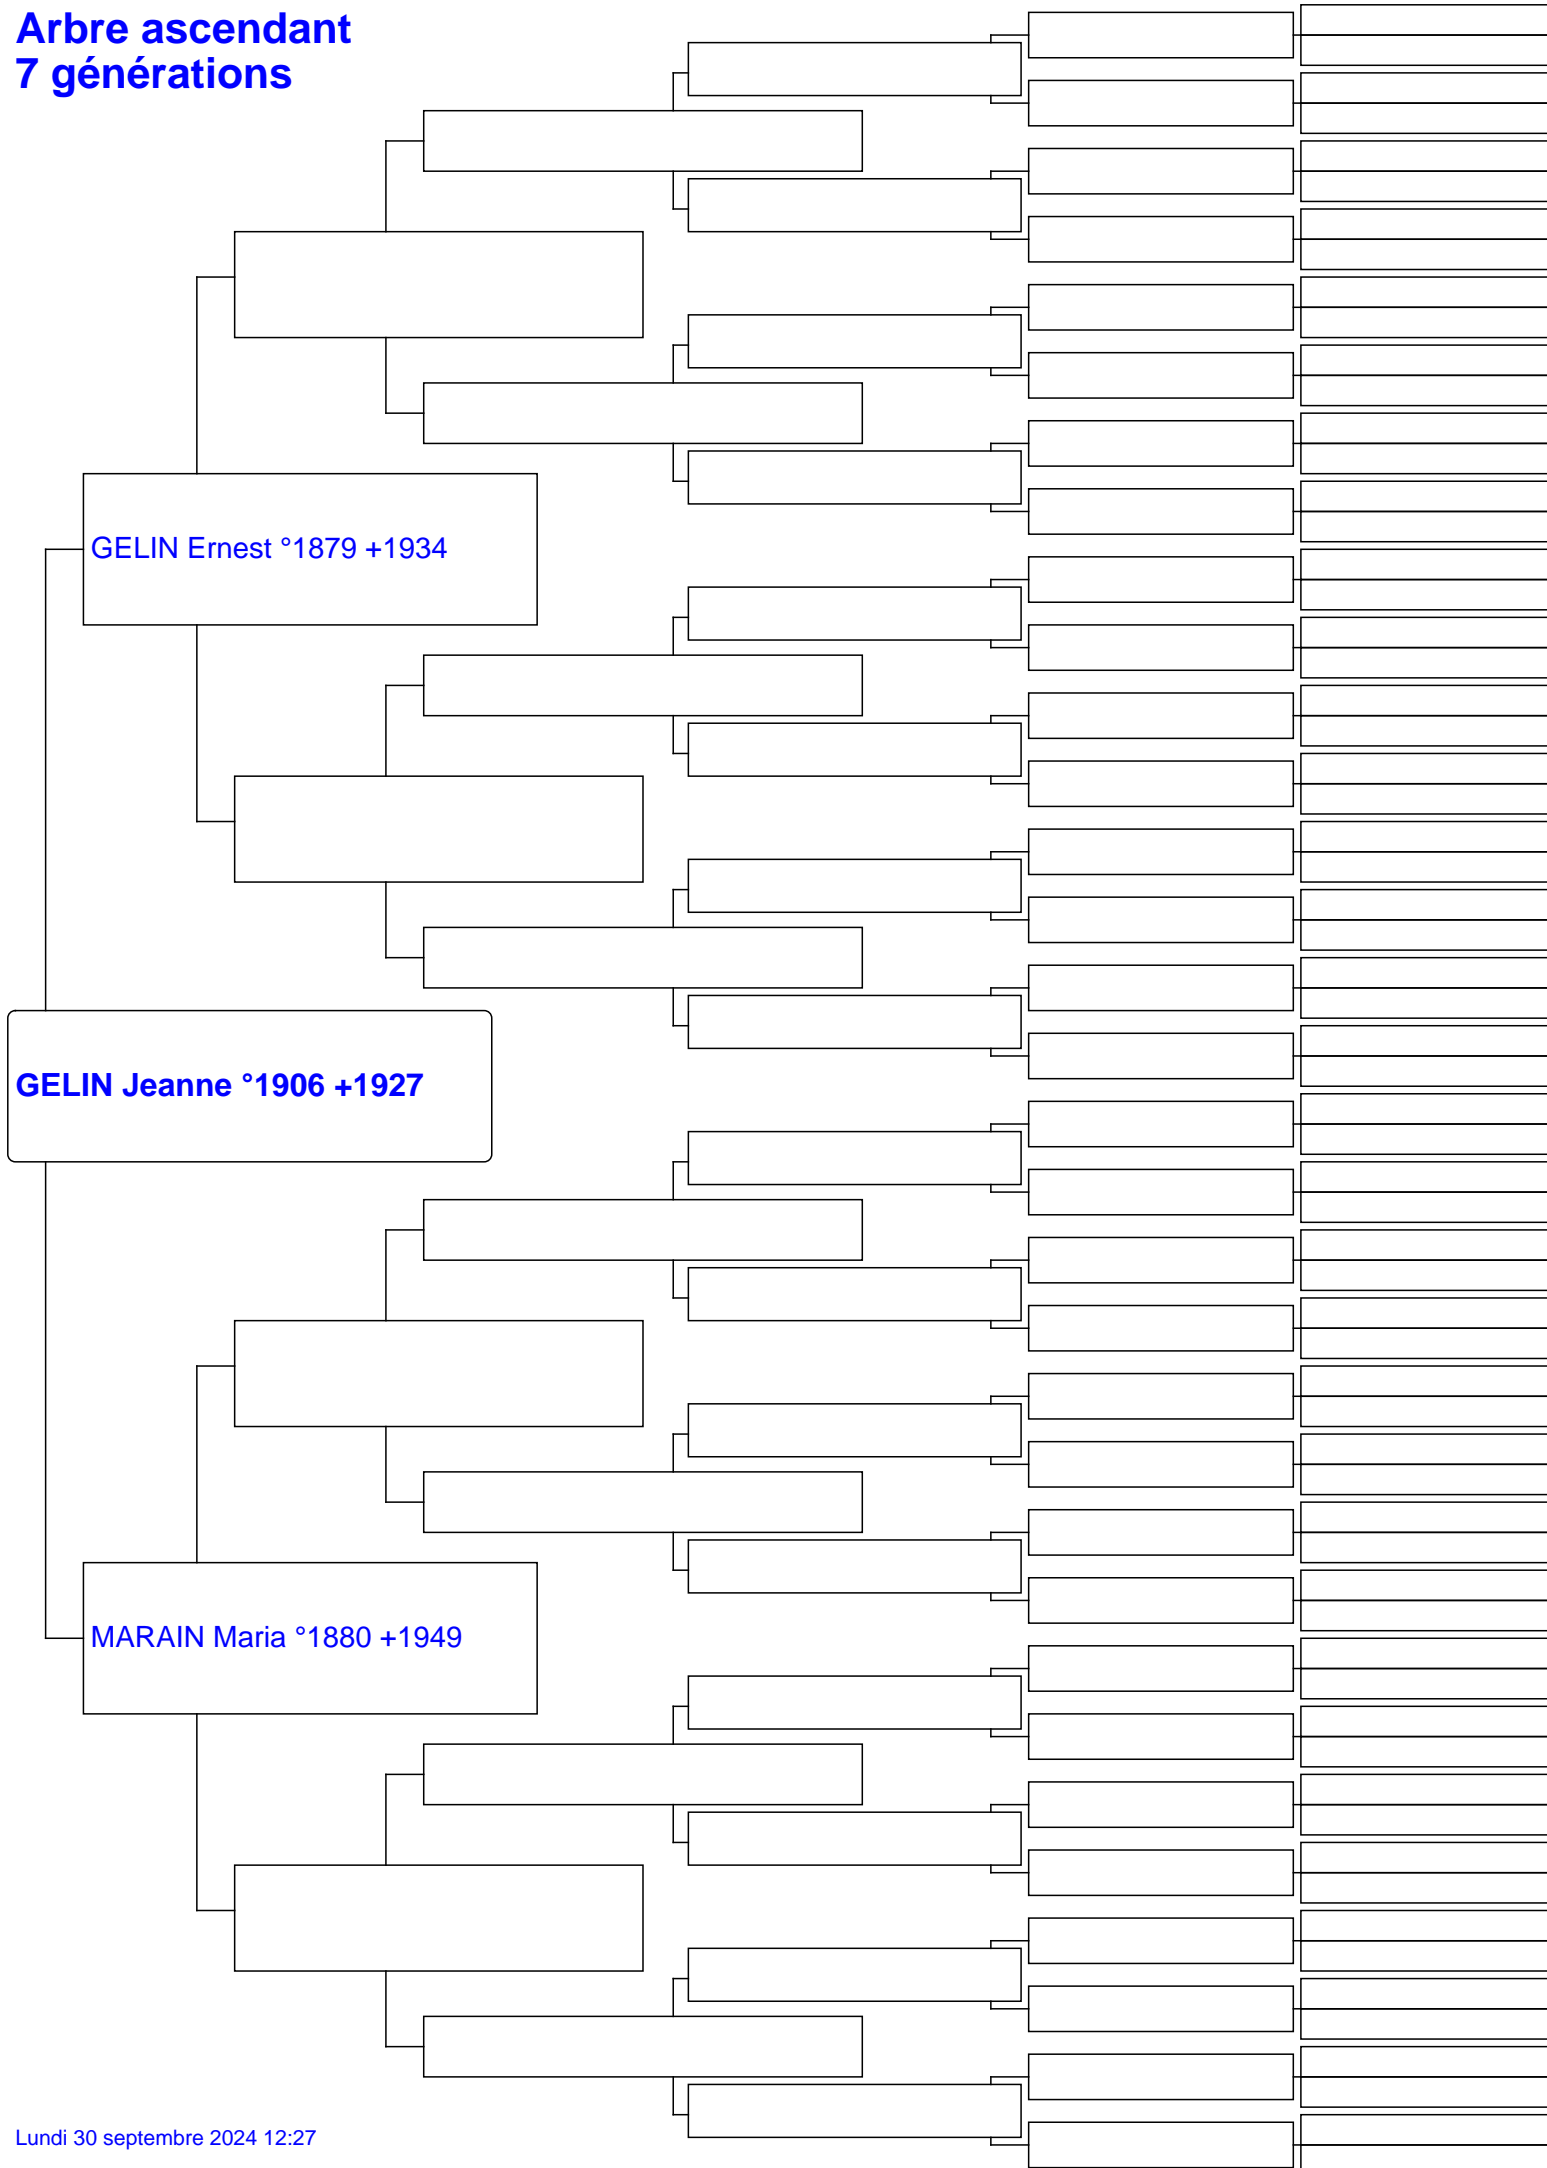 Arbre ascendant
7 générations
GELIN Ernest °1879 +1934
GELIN Jeanne °1906 +1927
MARAIN Maria °1880 +1949
Lundi 30 septembre 2024 12:27